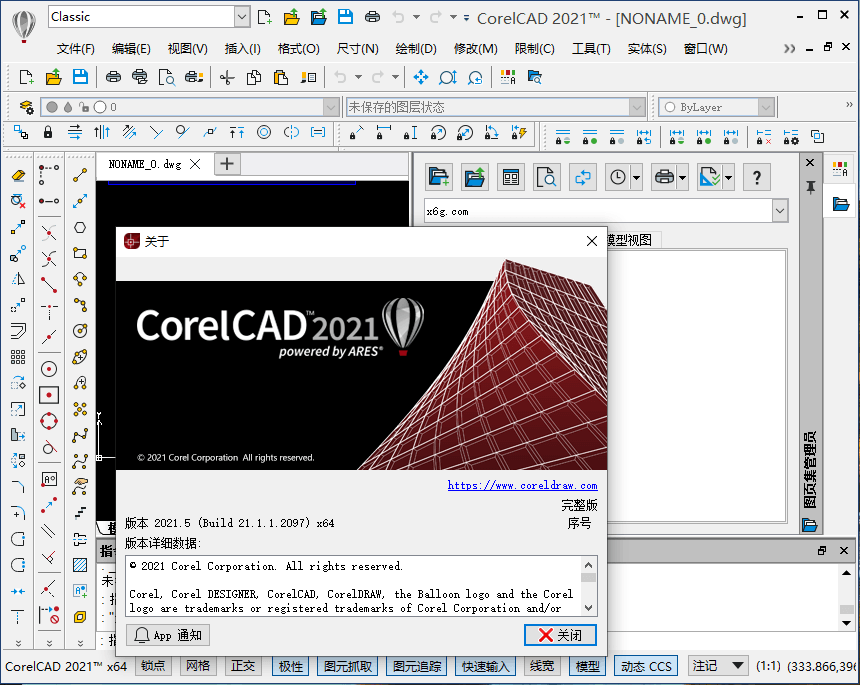 Classic
CorelCAD 2021™ - [NONAME_0.dwg]
文件(F) 编辑(E) 视图(V) 插入(I) 格式(O) 尺寸(N) 绘制(D) 修改(M) 限制(C) 工具(T) 实体(S) 窗口(W)
0 未保存的图层状态 ByLayer
NONAME_0.dwg
x6g.com
模型视图
图页集管理员
关于
CorelCAD™ 2021
powered by ARES®
© 2021 Corel Corporation All rights reserved.
https://www.coreldraw.com
完整版
版本 2021.5 (Build 21.1.1.2097) x64 序号
版本详细数据:
© 2021 Corel Corporation. All rights reserved.
Corel, Corel DESIGNER, CorelCAD, CorelDRAW, the Balloon logo and the Corel
logo are trademarks or registered trademarks of Corel Corporation and/or
App 通知 关闭
CorelCAD 2021™ x64 锁点 网格 正交 极性 图元抓取 图元追踪 快速输入 线宽 模型 动态 CCS 注记 (1:1) (333.866,396